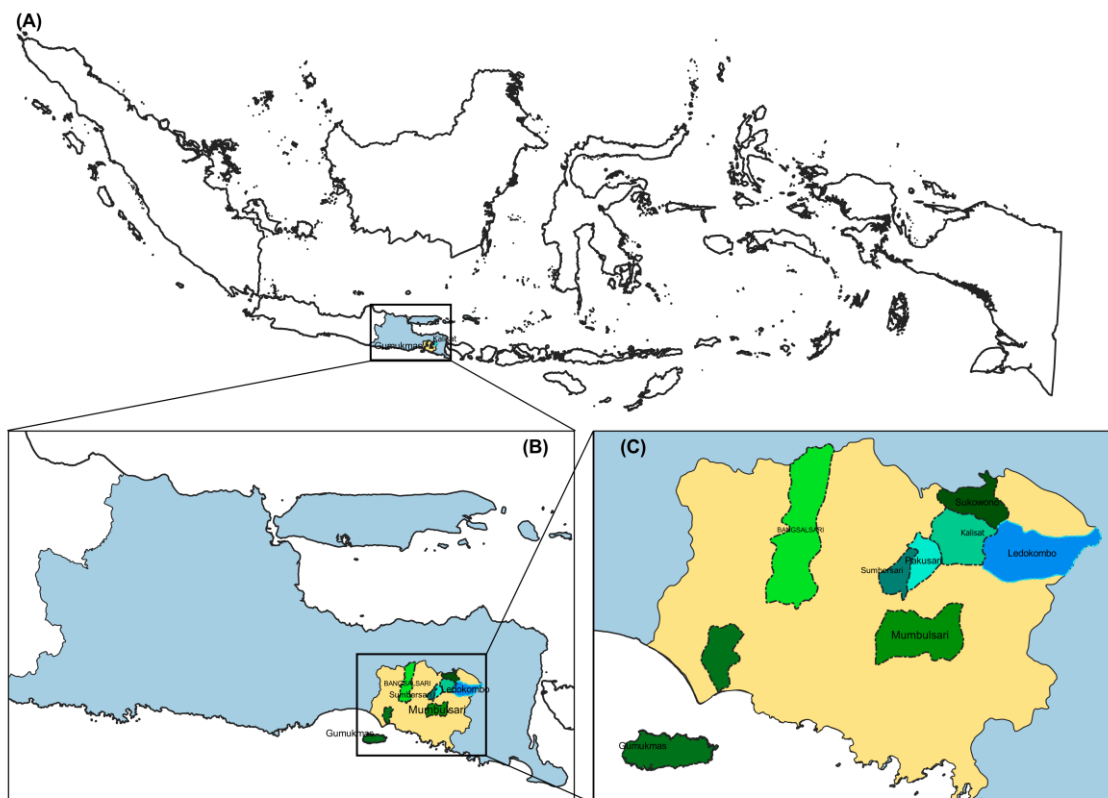 (A)
Kalisat
Gumukmas
(B)
BANGSALSARI
Sumbersari
Ledokombo
Mumbulsari
Gumukmas
(C)
Sukowono
BANGSALSARI
Kalisat
Ledokombo
Pakusari
Sumbersari
Mumbulsari
Gumukmas